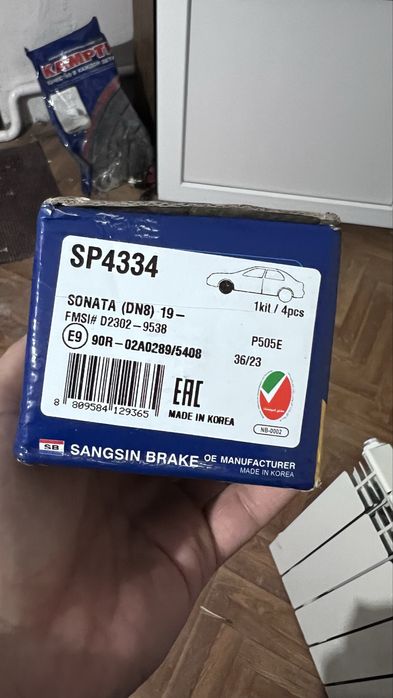 КАМРТ
SP4334
1kit / 4pcs
SONATA (DN8) 19-
FMSI# D2302-9538
E9 90R-02A0289/5408
P505E
36/23
8 809584 129365
EAC
MADE IN KOREA
NB-0002
SB SANGSIN BRAKE OE MANUFACTURER
MADE IN KOREA